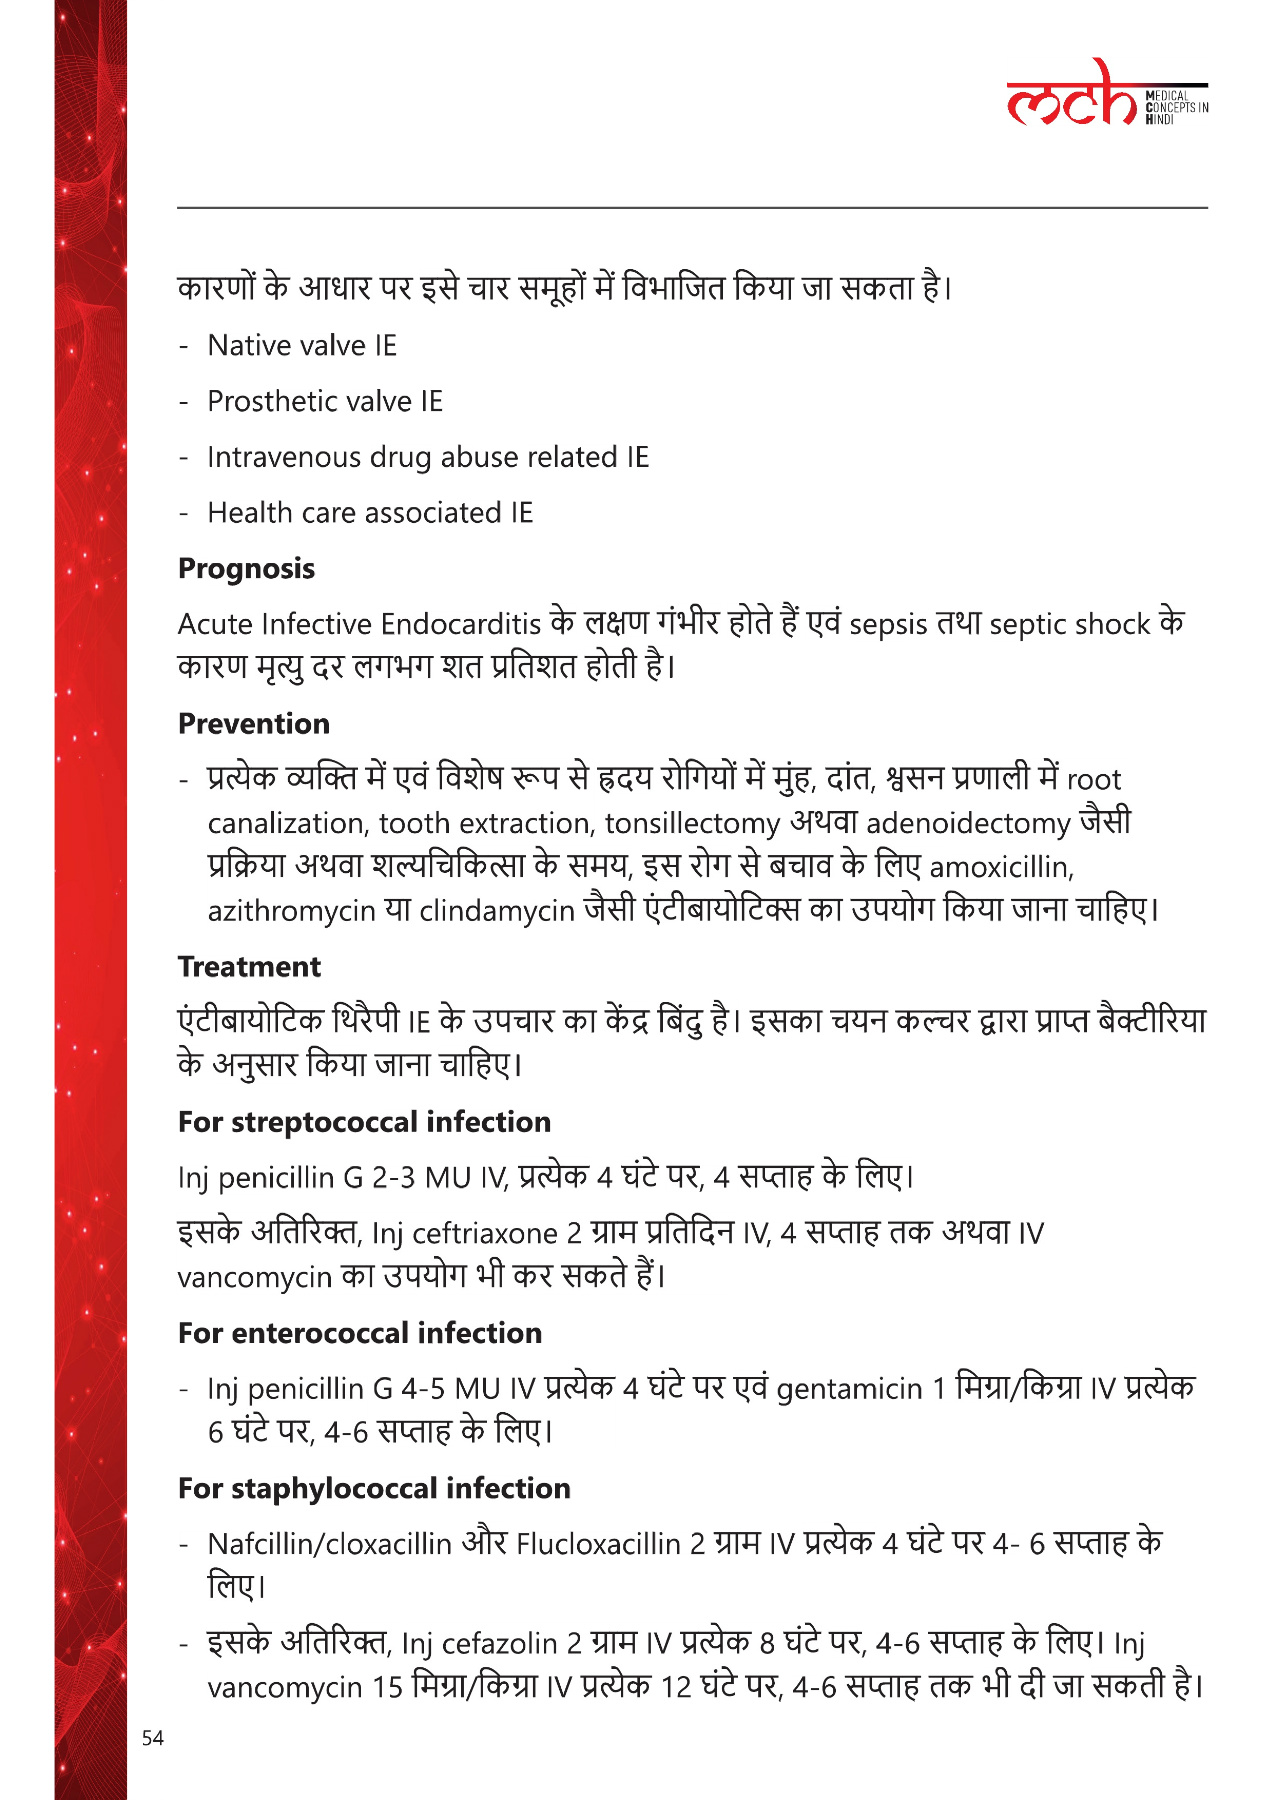 mch MEDICAL
CONCEPTS IN
HINDI
कारणों के आधार पर इसे चार समूहों में विभाजित किया जा सकता है।
- Native valve IE
- Prosthetic valve IE
- Intravenous drug abuse related IE
- Health care associated IE
Prognosis
Acute Infective Endocarditis के लक्षण गंभीर होते हैं एवं sepsis तथा septic shock के
कारण मृत्यु दर लगभग शत प्रतिशत होती है।
Prevention
- प्रत्येक व्यक्ति में एवं विशेष रूप से ह्रदय रोगियों में मुंह, दांत, श्वसन प्रणाली में root
canalization, tooth extraction, tonsillectomy अथवा adenoidectomy जैसी
प्रक्रिया अथवा शल्यचिकित्सा के समय, इस रोग से बचाव के लिए amoxicillin,
azithromycin या clindamycin जैसी एंटीबायोटिक्स का उपयोग किया जाना चाहिए।
Treatment
एंटीबायोटिक थिरैपी IE के उपचार का केंद्र बिंदु है। इसका चयन कल्चर द्वारा प्राप्त बैक्टीरिया
के अनुसार किया जाना चाहिए।
For streptococcal infection
Inj penicillin G 2-3 MU IV, प्रत्येक 4 घंटे पर, 4 सप्ताह के लिए।
इसके अतिरिक्त, Inj ceftriaxone 2 ग्राम प्रतिदिन IV, 4 सप्ताह तक अथवा IV
vancomycin का उपयोग भी कर सकते हैं।
For enterococcal infection
- Inj penicillin G 4-5 MU IV प्रत्येक 4 घंटे पर एवं gentamicin 1 मिग्रा/किग्रा IV प्रत्येक
6 घंटे पर, 4-6 सप्ताह के लिए।
For staphylococcal infection
- Nafcillin/cloxacillin और Flucloxacillin 2 ग्राम IV प्रत्येक 4 घंटे पर 4- 6 सप्ताह के
लिए।
- इसके अतिरिक्त, Inj cefazolin 2 ग्राम IV प्रत्येक 8 घंटे पर, 4-6 सप्ताह के लिए। Inj
vancomycin 15 मिग्रा/किग्रा IV प्रत्येक 12 घंटे पर, 4-6 सप्ताह तक भी दी जा सकती है।
54